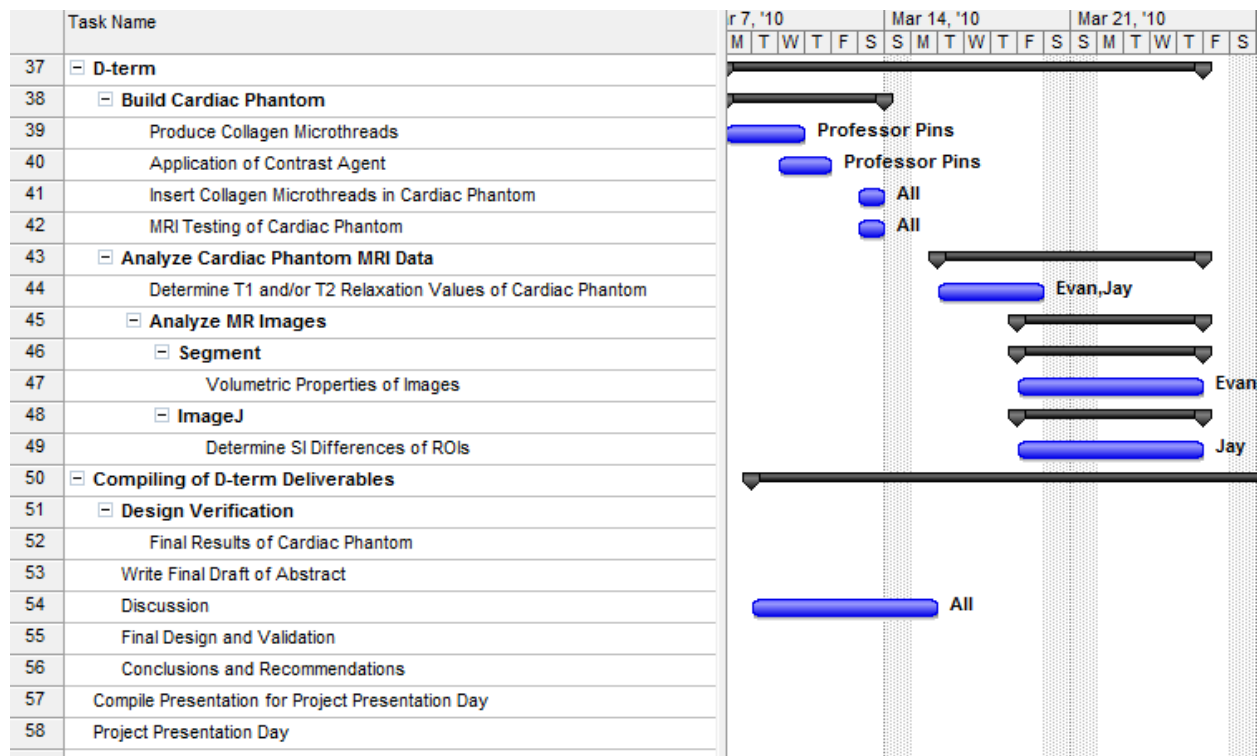 Task Name
r 7, '10 Mar 14, '10 Mar 21, '10
M T W T F S S M T W T F S S M T W T F S
37 D-term
38 Build Cardiac Phantom
39 Produce Collagen Microthreads Professor Pins
40 Application of Contrast Agent Professor Pins
41 Insert Collagen Microthreads in Cardiac Phantom All
42 MRI Testing of Cardiac Phantom All
43 Analyze Cardiac Phantom MRI Data
44 Determine T1 and/or T2 Relaxation Values of Cardiac Phantom Evan,Jay
45 Analyze MR Images
46 Segment
47 Volumetric Properties of Images Evan
48 ImageJ
49 Determine SI Differences of ROIs Jay
50 Compiling of D-term Deliverables
51 Design Verification
52 Final Results of Cardiac Phantom
53 Write Final Draft of Abstract
54 Discussion All
55 Final Design and Validation
56 Conclusions and Recommendations
57 Compile Presentation for Project Presentation Day
58 Project Presentation Day